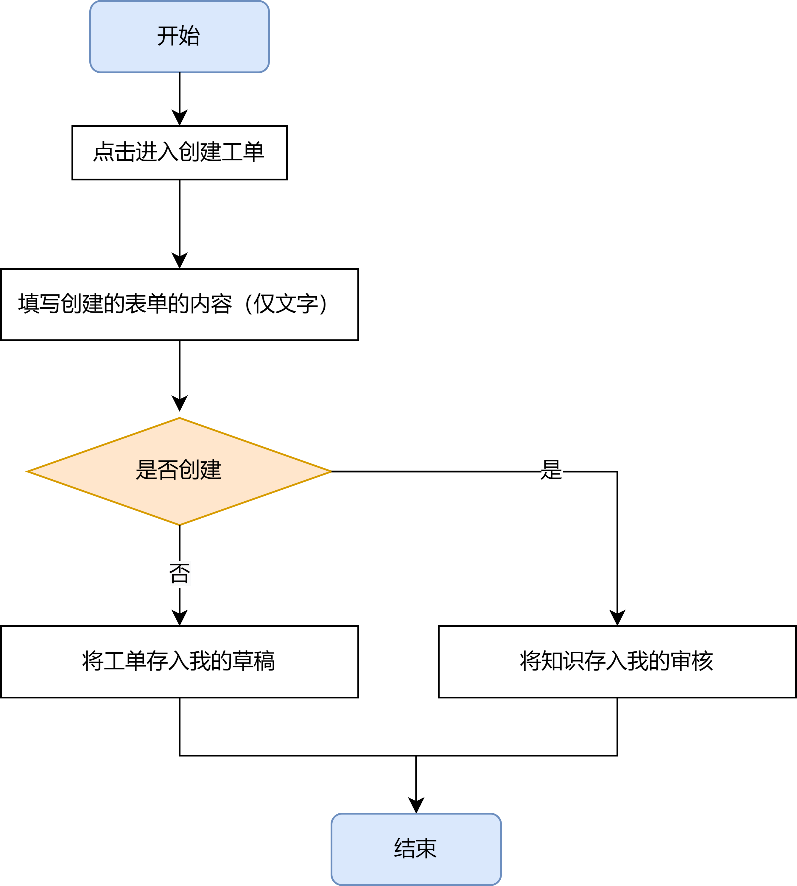 开始
点击进入创建工单
填写创建的表单的内容（仅文字）
是否创建
是
否
将工单存入我的草稿
将知识存入我的审核
结束